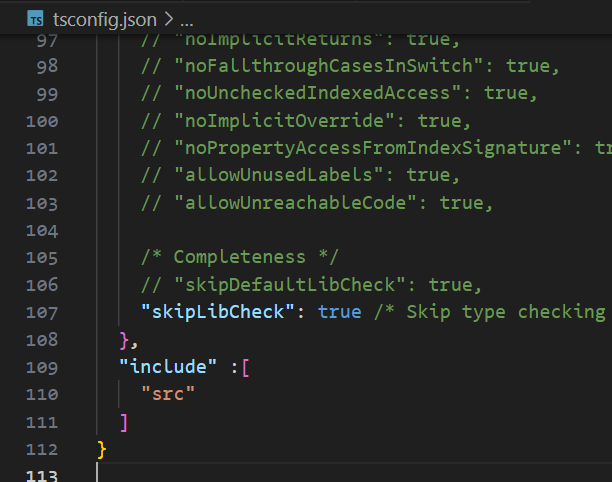 TS tsconfig.json > ...
97 // "noImplicitReturns": true,
98 // "noFallthroughCasesInSwitch": true,
99 // "noUncheckedIndexedAccess": true,
100 // "noImplicitOverride": true,
101 // "noPropertyAccessFromIndexSignature": tr
102 // "allowUnusedLabels": true,
103 // "allowUnreachableCode": true,
104
105 /* Completeness */
106 // "skipDefaultLibCheck": true,
107 "skipLibCheck": true /* Skip type checking
108 },
109 "include" :[
110 "src"
111 ]
112 }
113